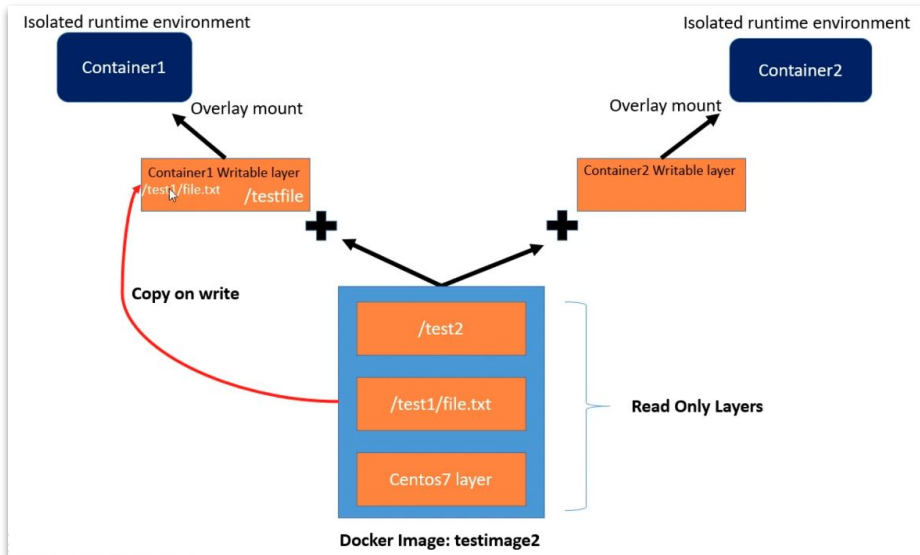 Isolated runtime environment
Isolated runtime environment
Container1
Container2
Overlay mount
Overlay mount
Container1 Writable layer
/test1/file.txt
/testfile
Container2 Writable layer
Copy on write
/test2
/test1/file.txt
Read Only Layers
Centos7 layer
Docker Image: testimage2